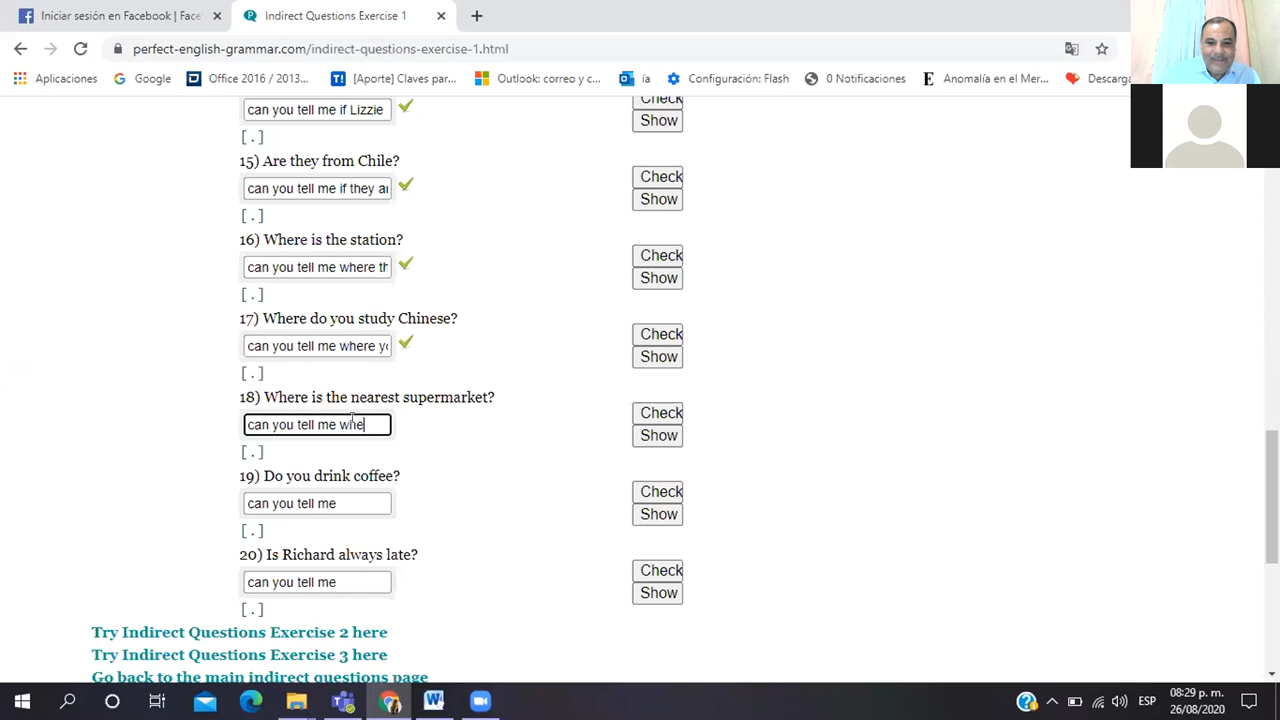 Iniciar sesión en Facebook | Face
Indirect Questions Exercise 1
perfect-english-grammar.com/indirect-questions-exercise-1.html
Aplicaciones
Google
Office 2016 / 2013...
[Aporte] Claves par...
Outlook: correo y c...
ía
Configuración: Flash
0 Notificaciones
Anomalía en el Mer...
Descarga
can you tell me if Lizzie
Check
Show
[ . ]
15) Are they from Chile?
can you tell me if they ar
Check
Show
[ . ]
16) Where is the station?
can you tell me where th
Check
Show
[ . ]
17) Where do you study Chinese?
can you tell me where yo
Check
Show
[ . ]
18) Where is the nearest supermarket?
can you tell me whe
Check
Show
[ . ]
19) Do you drink coffee?
can you tell me
Check
Show
[ . ]
20) Is Richard always late?
can you tell me
Check
Show
[ . ]
Try Indirect Questions Exercise 2 here
Try Indirect Questions Exercise 3 here
Go back to the main indirect questions page
ESP
08:29 p. m.
26/08/2020